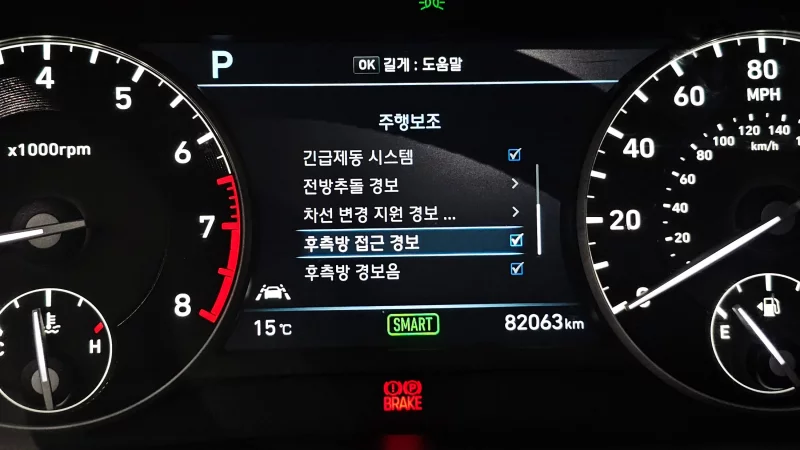 P
OK 길게 : 도움말
주행보조
긴급제동 시스템
전방추돌 경보
차선 변경 지원 경보 ...
후측방 접근 경보
후측방 경보음
15℃
SMART
82063km
BRAKE
P
x1000rpm
4
5
6
7
8
C
H
80
MPH
60
40
20
0
120
140
100
km/h
80
60
40
20
E